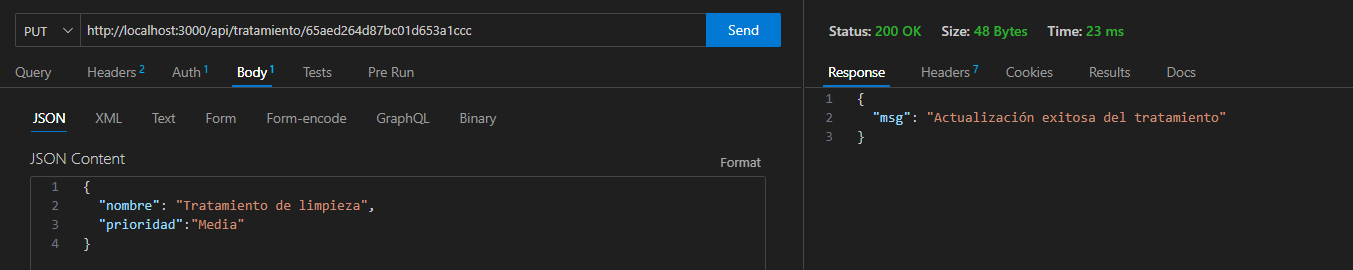 PUT http://localhost:3000/api/tratamiento/65aed264d87bc01d653a1ccc Send
Query Headers 2 Auth 1 Body 1 Tests Pre Run
JSON XML Text Form Form-encode GraphQL Binary
JSON Content Format
1 {
2 "nombre": "Tratamiento de limpieza",
3 "prioridad":"Media"
4 }
Status: 200 OK Size: 48 Bytes Time: 23 ms
Response Headers 7 Cookies Results Docs
1 {
2 "msg": "Actualización exitosa del tratamiento"
3 }